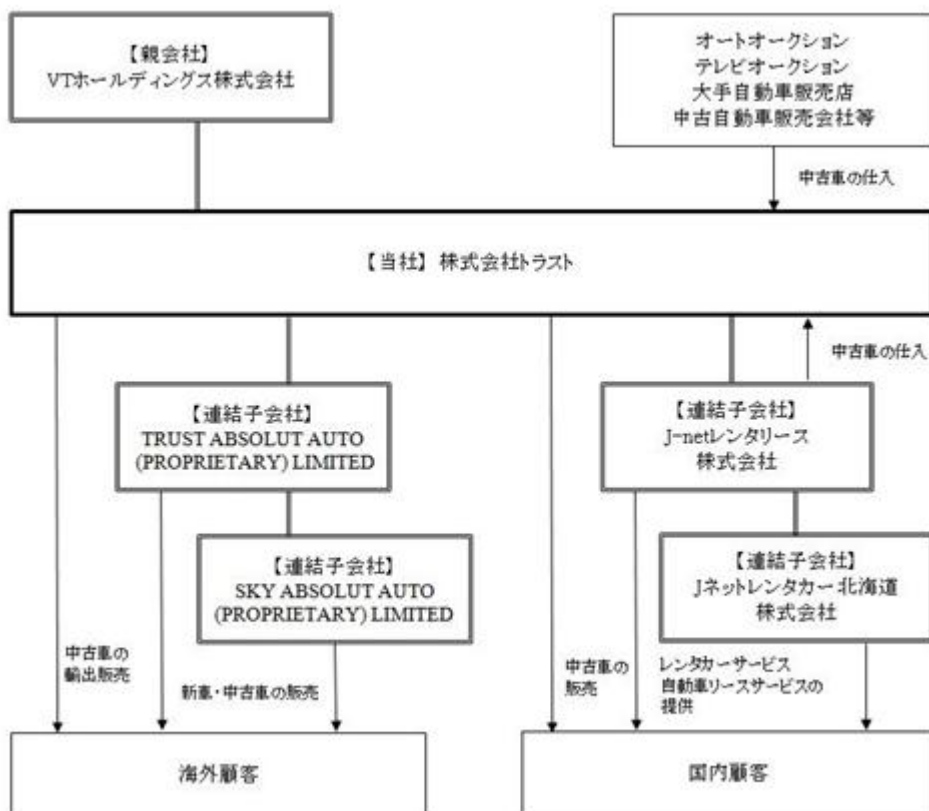 【親会社】
VTホールディングス株式会社
オートオークション
テレビオークション
大手自動車販売店
中古自動車販売会社等
中古車の仕入
【当社】 株式会社トラスト
中古車の仕入
【連結子会社】
TRUST ABSOLUT AUTO
(PROPRIETARY) LIMITED
【連結子会社】
J-netレンタリース
株式会社
【連結子会社】
SKY ABSOLUT AUTO
(PROPRIETARY) LIMITED
【連結子会社】
Jネットレンタカー北海道
株式会社
中古車の
輸出販売
新車・中古車の販売
中古車の
販売
レンタカーサービス
自動車リースサービスの
提供
海外顧客
国内顧客